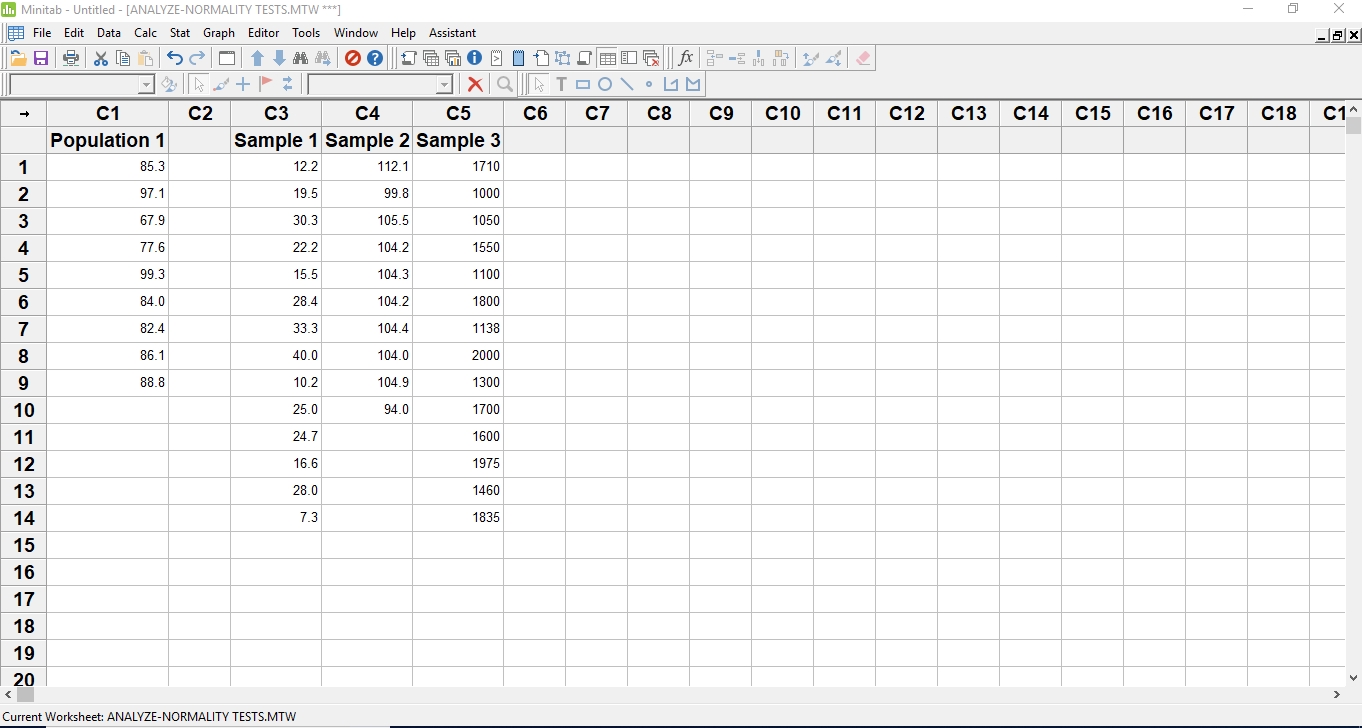 Minitab - Untitled - [ANALYZE-NORMALITY TESTS.MTW ***]
File Edit Data Calc Stat Graph Editor Tools Window Help Assistant
C1 C2 C3 C4 C5 C6 C7 C8 C9 C10 C11 C12 C13 C14 C15 C16 C17 C18
Population 1 Sample 1 Sample 2 Sample 3
1 85.3 12.2 112.1 1710
2 97.1 19.5 99.8 1000
3 67.9 30.3 105.5 1050
4 77.6 22.2 104.2 1550
5 99.3 15.5 104.3 1100
6 84.0 28.4 104.2 1800
7 82.4 33.3 104.4 1138
8 86.1 40.0 104.0 2000
9 88.8 10.2 104.9 1300
10 25.0 94.0 1700
11 24.7 1600
12 16.6 1975
13 28.0 1460
14 7.3 1835
15
16
17
18
19
20
Current Worksheet: ANALYZE-NORMALITY TESTS.MTW